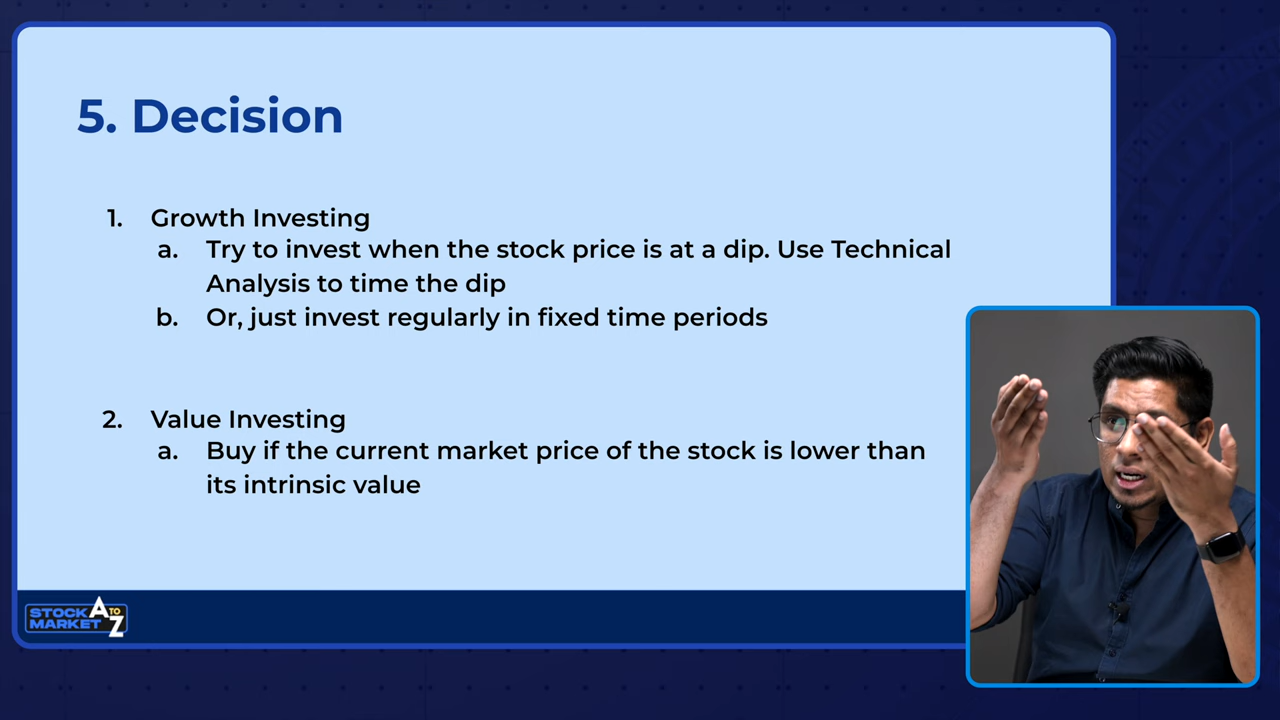 5. Decision
1. Growth Investing
a. Try to invest when the stock price is at a dip. Use Technical
Analysis to time the dip
b. Or, just invest regularly in fixed time periods
2. Value Investing
a. Buy if the current market price of the stock is lower than
its intrinsic value
STOCK
MARKET
A TO Z